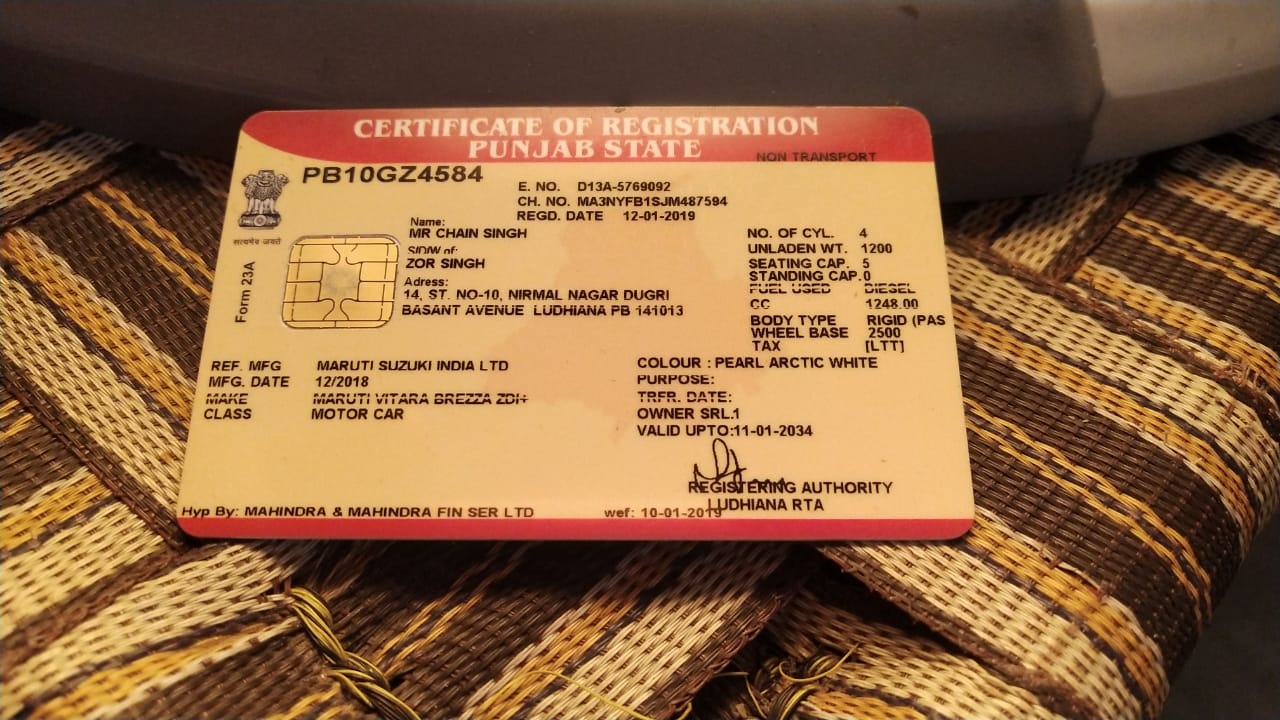 CERTIFICATE OF REGISTRATION
PUNJAB STATE
NON TRANSPORT
PB10GZ4584
E. NO. D13A-5769092
CH. NO. MA3NYFB1SJM487594
REGD. DATE 12-01-2019
सत्यमेव जयते
Form 23A
Name:
MR CHAIN SINGH
S/D/W of:
ZOR SINGH
Adress:
14, ST. NO-10, NIRMAL NAGAR DUGRI
BASANT AVENUE LUDHIANA PB 141013
NO. OF CYL. 4
UNLADEN WT. 1200
SEATING CAP. 5
STANDING CAP.0
FUEL USED DIESEL
CC 1248.00
BODY TYPE RIGID (PAS
WHEEL BASE 2500
TAX [LTT]
REF. MFG MARUTI SUZUKI INDIA LTD
MFG. DATE 12/2018
MAKE MARUTI VITARA BREZZA ZDI+
CLASS MOTOR CAR
COLOUR : PEARL ARCTIC WHITE
PURPOSE:
TRFR. DATE:
OWNER SRL.1
VALID UPTO:11-01-2034
REGISTERING AUTHORITY
LUDHIANA RTA
Hyp By: MAHINDRA & MAHINDRA FIN SER LTD wef: 10-01-2019